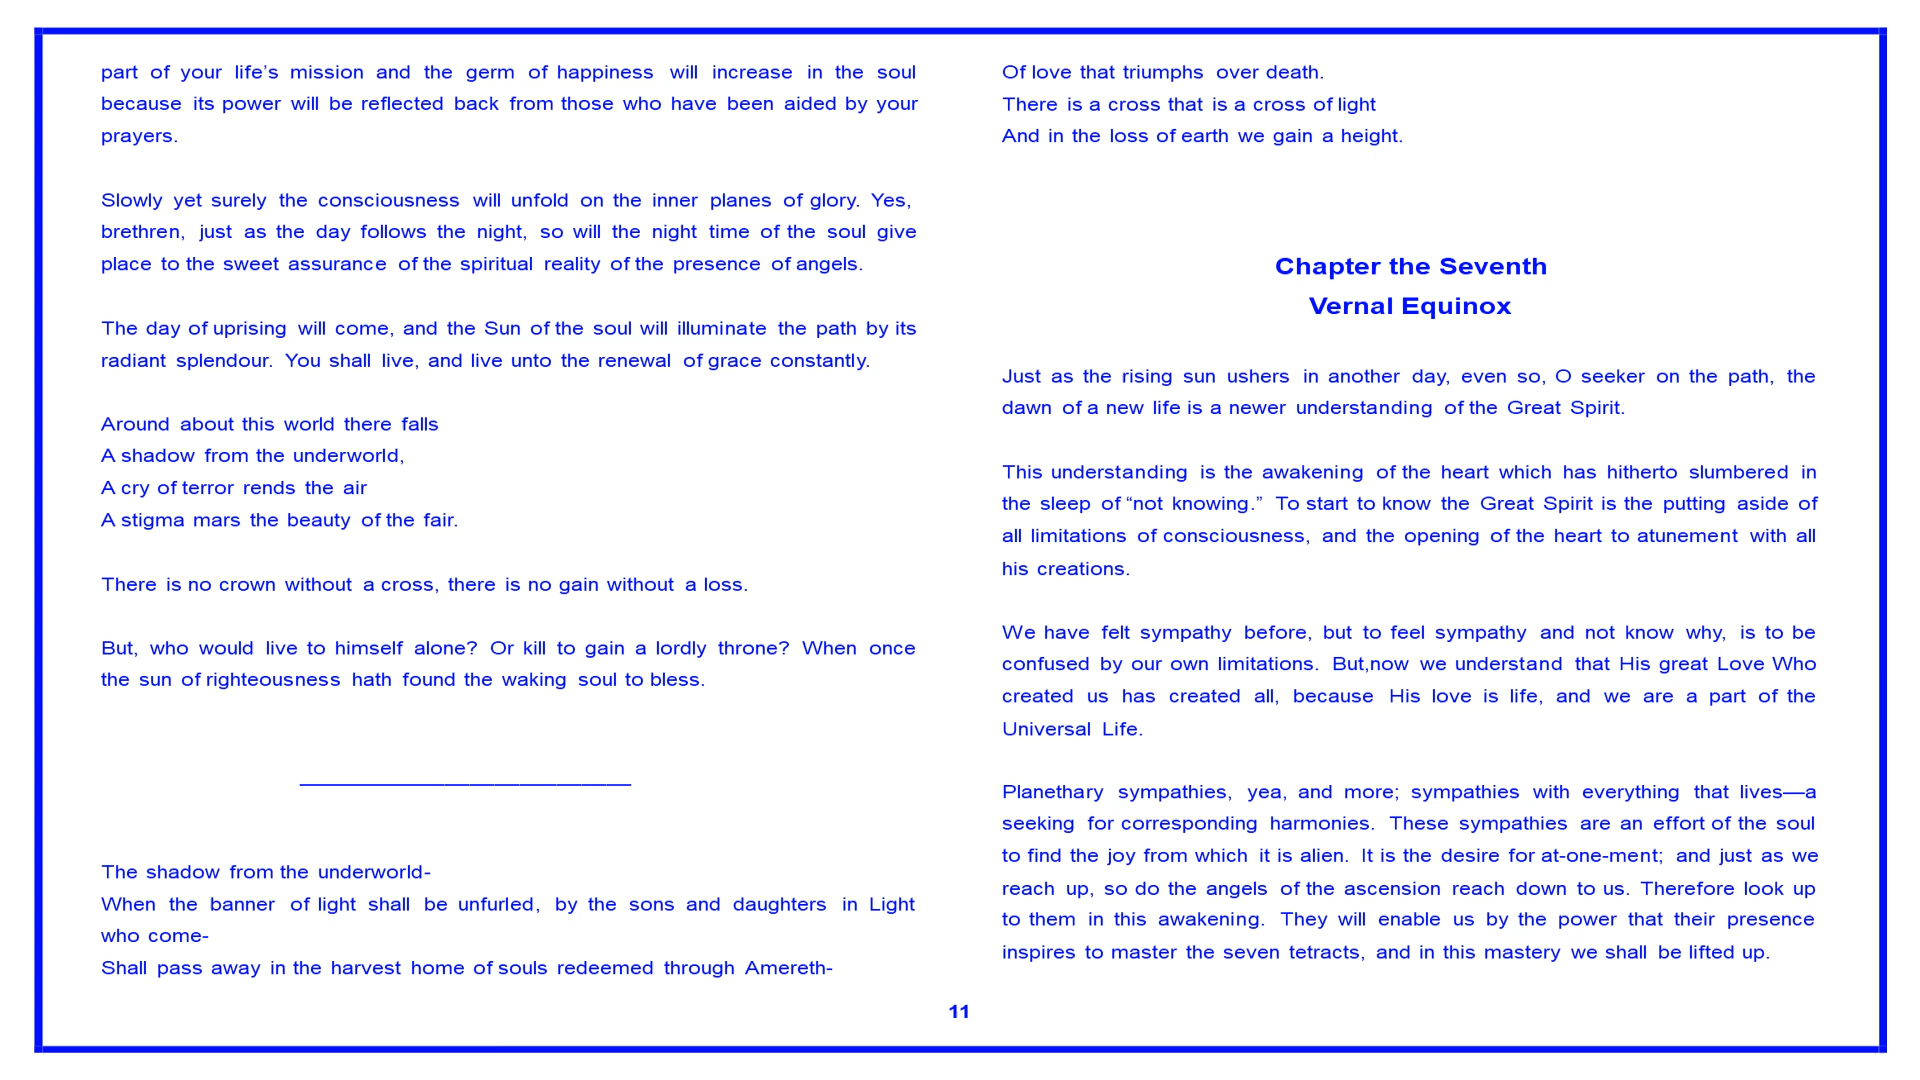 part of your life’s mission and the germ of happiness will increase in the soul
because its power will be reflected back from those who have been aided by your
prayers.
Slowly yet surely the consciousness will unfold on the inner planes of glory. Yes,
brethren, just as the day follows the night, so will the night time of the soul give
place to the sweet assurance of the spiritual reality of the presence of angels.
The day of uprising will come, and the Sun of the soul will illuminate the path by its
radiant splendour. You shall live, and live unto the renewal of grace constantly.
Around about this world there falls
A shadow from the underworld,
A cry of terror rends the air
A stigma mars the beauty of the fair.
There is no crown without a cross, there is no gain without a loss.
But, who would live to himself alone? Or kill to gain a lordly throne? When once
the sun of righteousness hath found the waking soul to bless.
The shadow from the underworld-
When the banner of light shall be unfurled, by the sons and daughters in Light
who come-
Shall pass away in the harvest home of souls redeemed through Amereth-
Of love that triumphs over death.
There is a cross that is a cross of light
And in the loss of earth we gain a height.
Chapter the Seventh
Vernal Equinox
Just as the rising sun ushers in another day, even so, O seeker on the path, the
dawn of a new life is a newer understanding of the Great Spirit.
This understanding is the awakening of the heart which has hitherto slumbered in
the sleep of “not knowing.” To start to know the Great Spirit is the putting aside of
all limitations of consciousness, and the opening of the heart to atunement with all
his creations.
We have felt sympathy before, but to feel sympathy and not know why, is to be
confused by our own limitations. But,now we understand that His great Love Who
created us has created all, because His love is life, and we are a part of the
Universal Life.
Planethary sympathies, yea, and more; sympathies with everything that lives—a
seeking for corresponding harmonies. These sympathies are an effort of the soul
to find the joy from which it is alien. It is the desire for at-one-ment; and just as we
reach up, so do the angels of the ascension reach down to us. Therefore look up
to them in this awakening. They will enable us by the power that their presence
inspires to master the seven tetracts, and in this mastery we shall be lifted up.
11